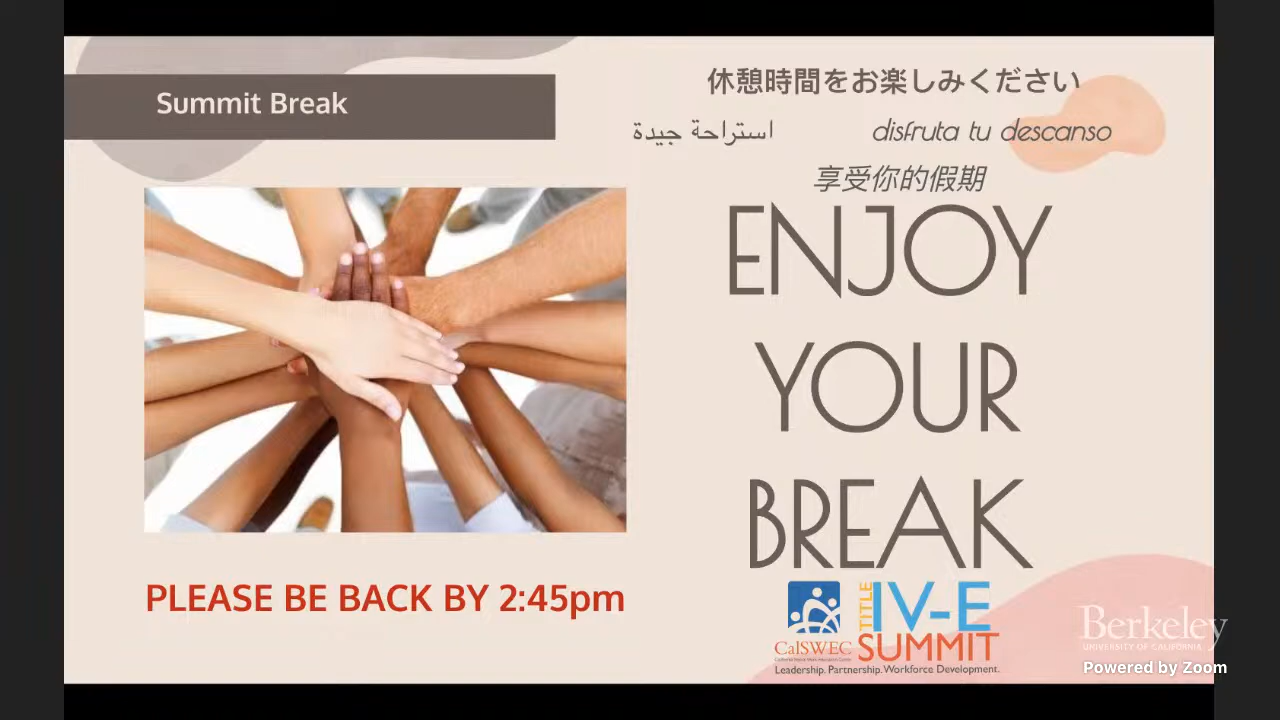 Summit Break
休憩時間をお楽しみください
استراحة جيدة
disfruta tu descanso
享受你的假期
ENJOY
YOUR
BREAK
PLEASE BE BACK BY 2:45pm
TITLE IV-E
CalSWEC SUMMIT
Leadership. Partnership. Workforce Development.
Berkeley
UNIVERSITY OF CALIFORNIA
Powered by Zoom